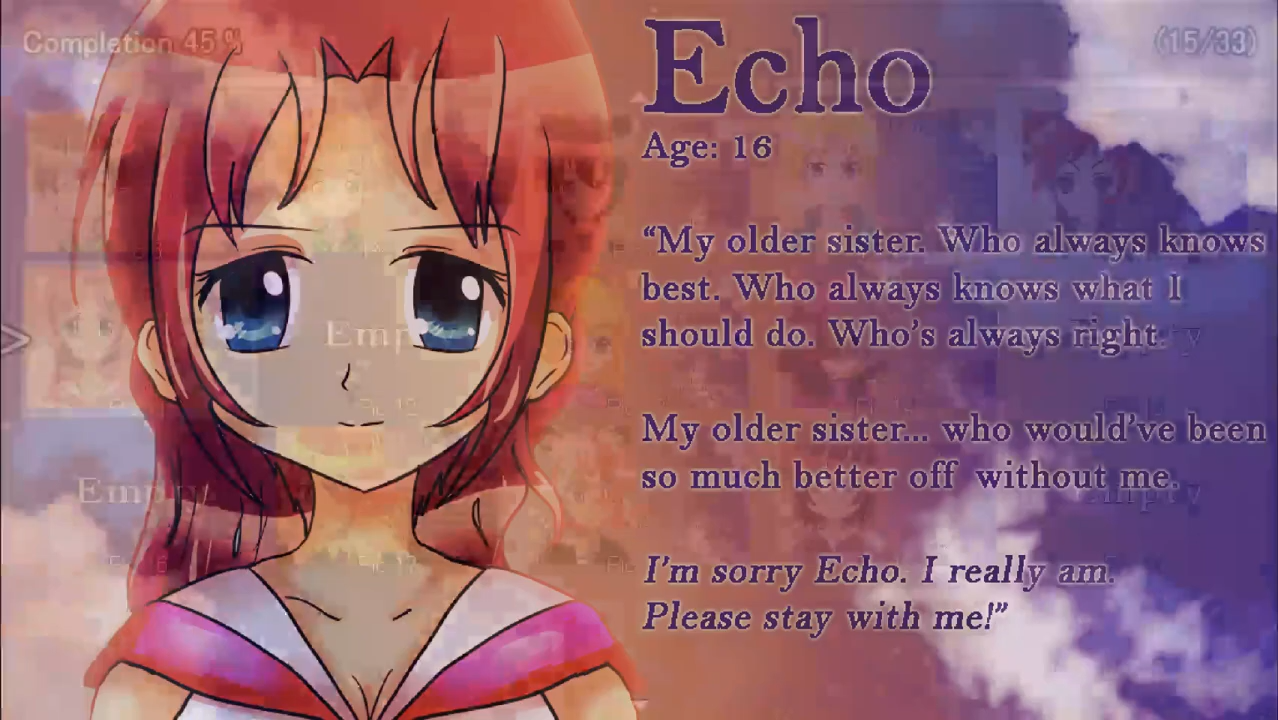 Completion 45 %
(15/33)
Echo
Age: 16
“My older sister. Who always knows
best. Who always knows what I
should do. Who’s always right.
My older sister... who would’ve been
so much better off without me.
I’m sorry Echo. I really am.
Please stay with me!”
Empty
Empty